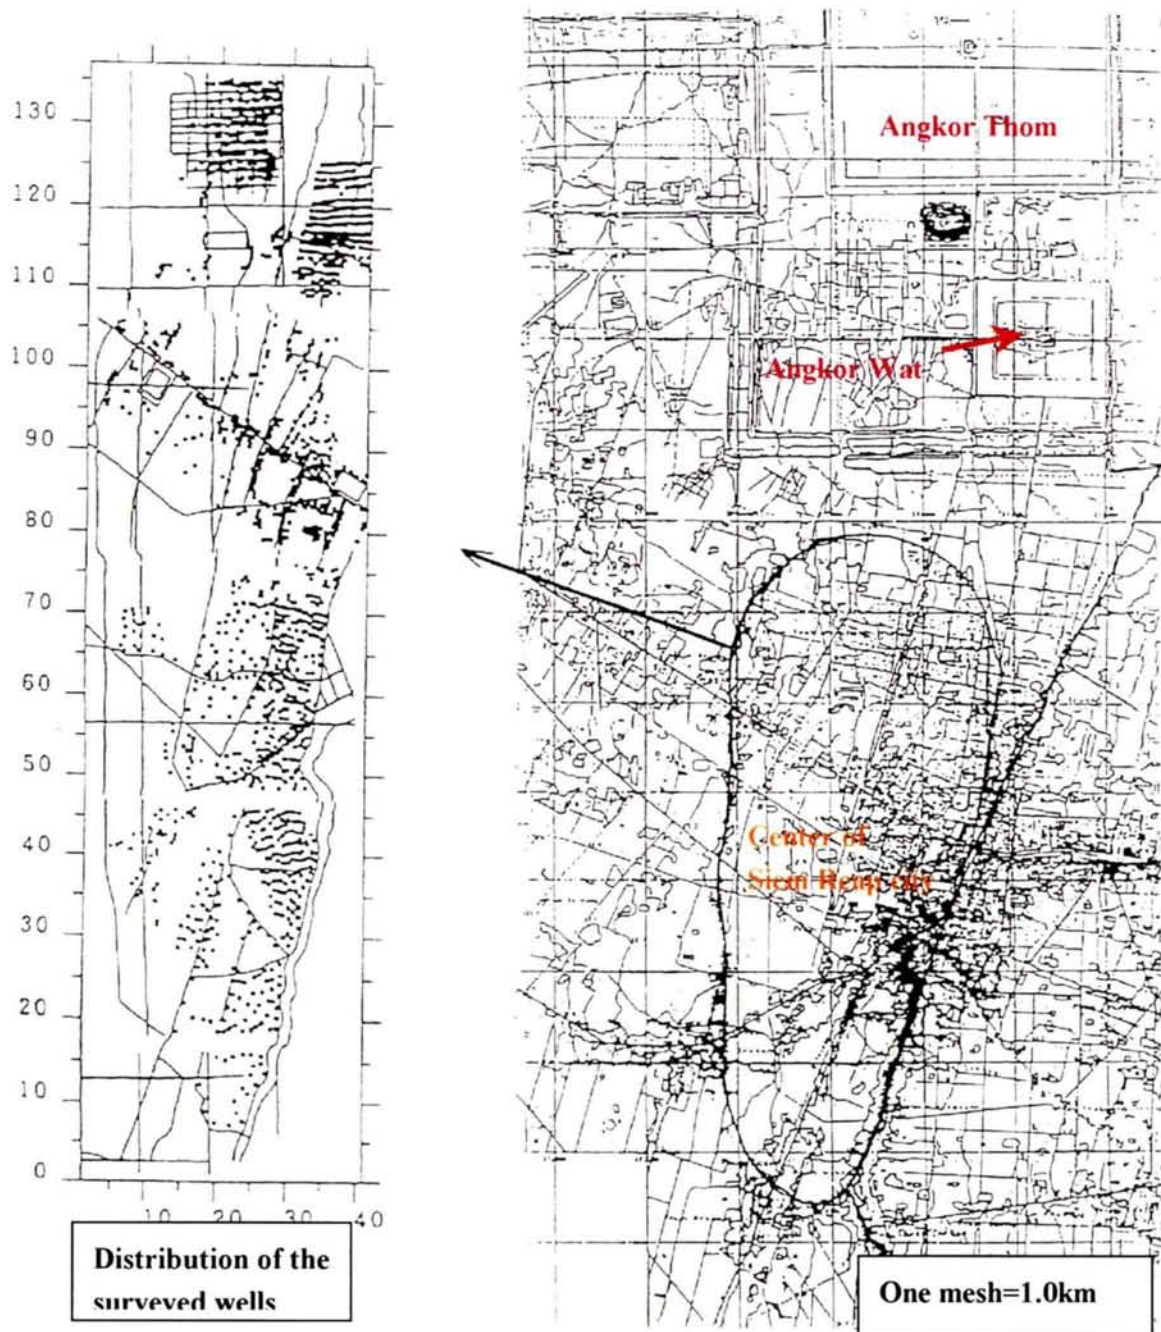 130
120
110
100
90
80
70
60
50
40
30
20
10
0
10 20 30 40
Distribution of the
surveyed wells
Angkor Thom
Angkor Wat
Center of
Siem Reap city
One mesh=1.0km